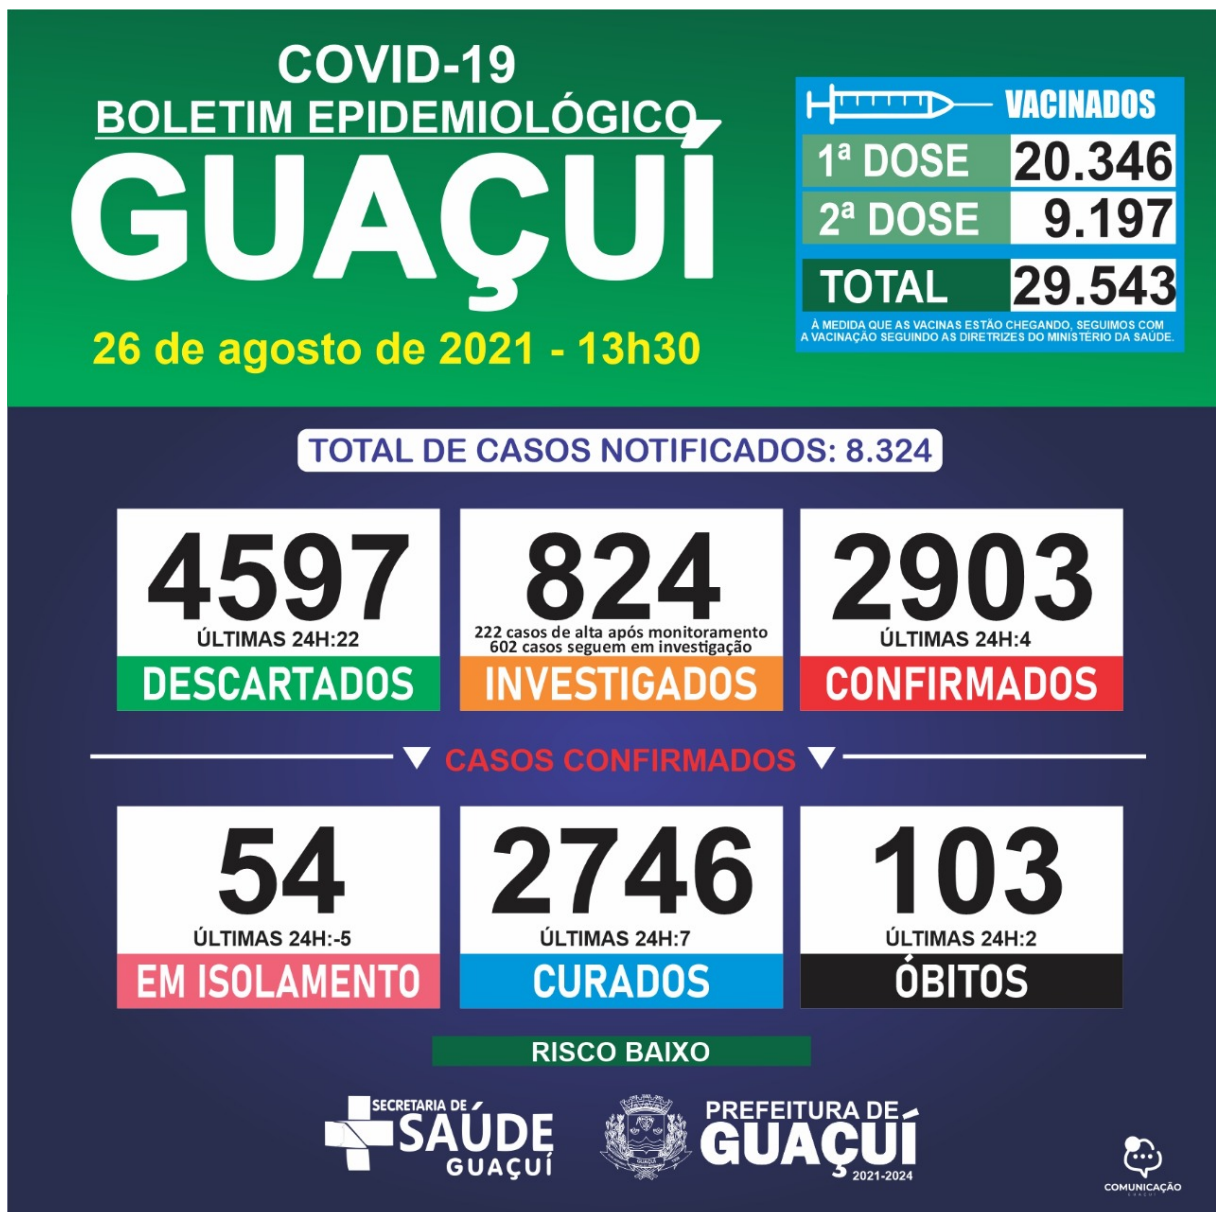 COVID-19
BOLETIM EPIDEMIOLÓGICO
GUAÇUÍ
26 de agosto de 2021 - 13h30
VACINADOS
1ª DOSE 20.346
2ª DOSE 9.197
TOTAL 29.543
À MEDIDA QUE AS VACINAS ESTÃO CHEGANDO, SEGUIMOS COM
A VACINAÇÃO SEGUINDO AS DIRETRIZES DO MINISTÉRIO DA SAÚDE.
TOTAL DE CASOS NOTIFICADOS: 8.324
4597
ÚLTIMAS 24H:22
DESCARTADOS
824
222 casos de alta após monitoramento
602 casos seguem em investigação
INVESTIGADOS
2903
ÚLTIMAS 24H:4
CONFIRMADOS
CASOS CONFIRMADOS
54
ÚLTIMAS 24H:-5
EM ISOLAMENTO
2746
ÚLTIMAS 24H:7
CURADOS
103
ÚLTIMAS 24H:2
ÓBITOS
RISCO BAIXO
SECRETARIA DE
SAÚDE
GUAÇUÍ
GUAÇUÍ
PREFEITURA DE
GUAÇUÍ
2021-2024
COMUNICAÇÃO
GUAÇUÍ